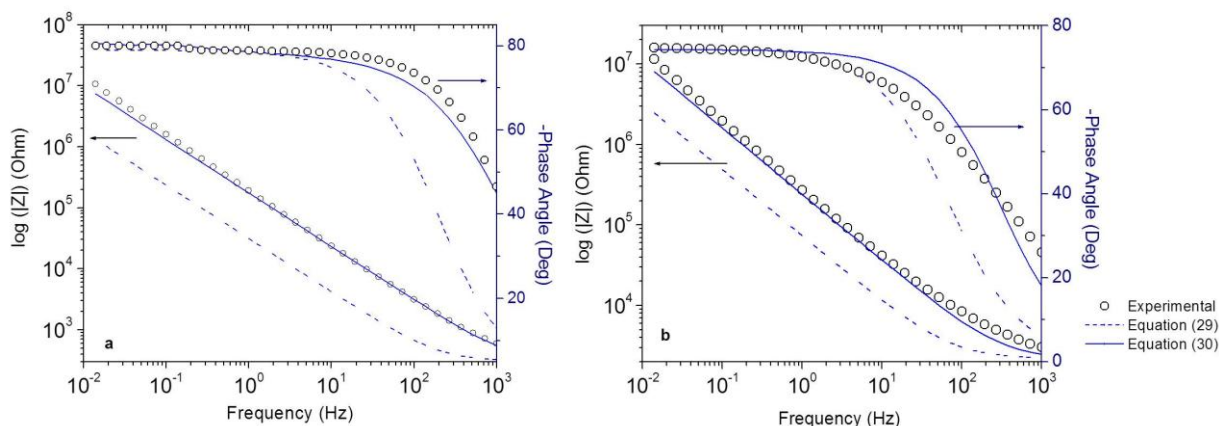 10^8
10^7
10^6
10^5
10^4
10^3
log (|Z|) (Ohm)
80
60
40
20
-Phase Angle (Deg)
a
10^-2 10^-1 10^0 10^1 10^2 10^3
Frequency (Hz)
10^7
10^6
10^5
10^4
log (|Z|) (Ohm)
80
60
40
20
0
-Phase Angle (Deg)
b
10^-2 10^-1 10^0 10^1 10^2 10^3
Frequency (Hz)
Experimental
Equation (29)
Equation (30)